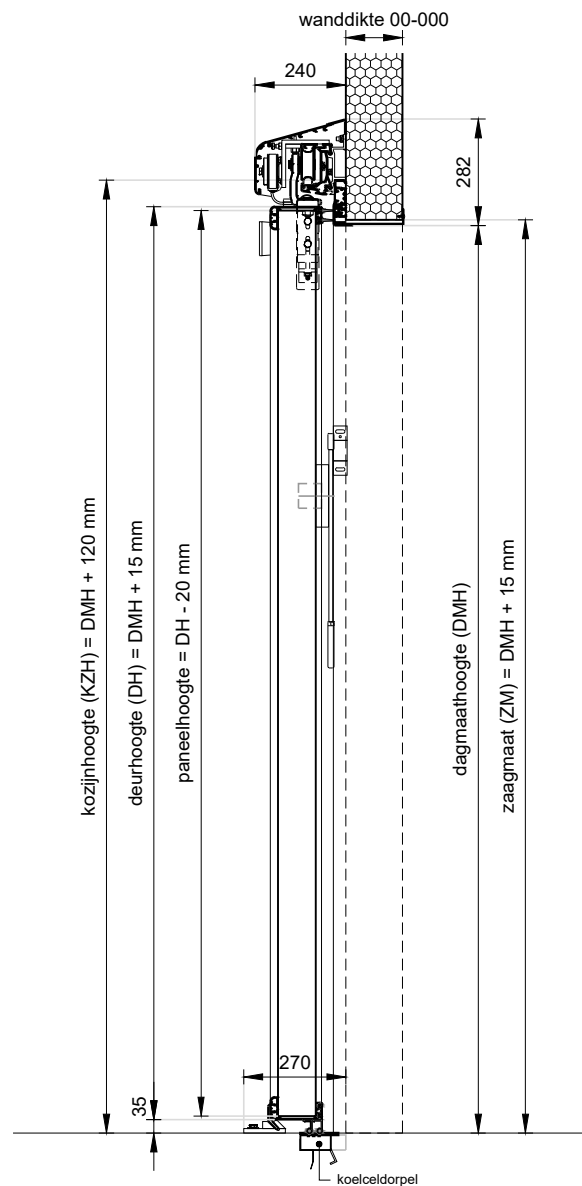 wanddikte 00-000
240
282
kozijnhoogte (KZH) = DMH + 120 mm
deurhoogte (DH) = DMH + 15 mm
paneelhoogte = DH - 20 mm
dagmaathoogte (DMH)
zaagmaat (ZM) = DMH + 15 mm
270
35
koelceldorpel